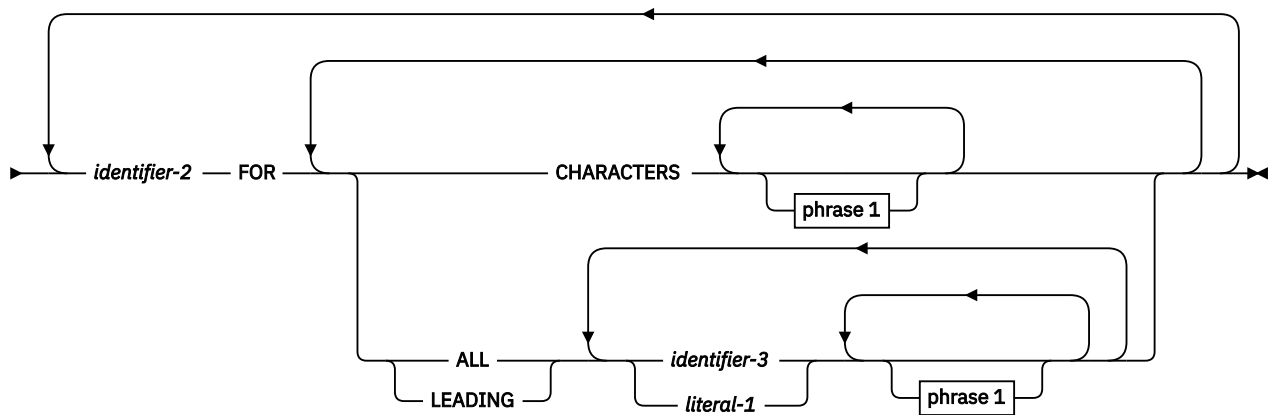 identifier-2 FOR CHARACTERS
phrase 1
ALL identifier-3
LEADING literal-1 phrase 1